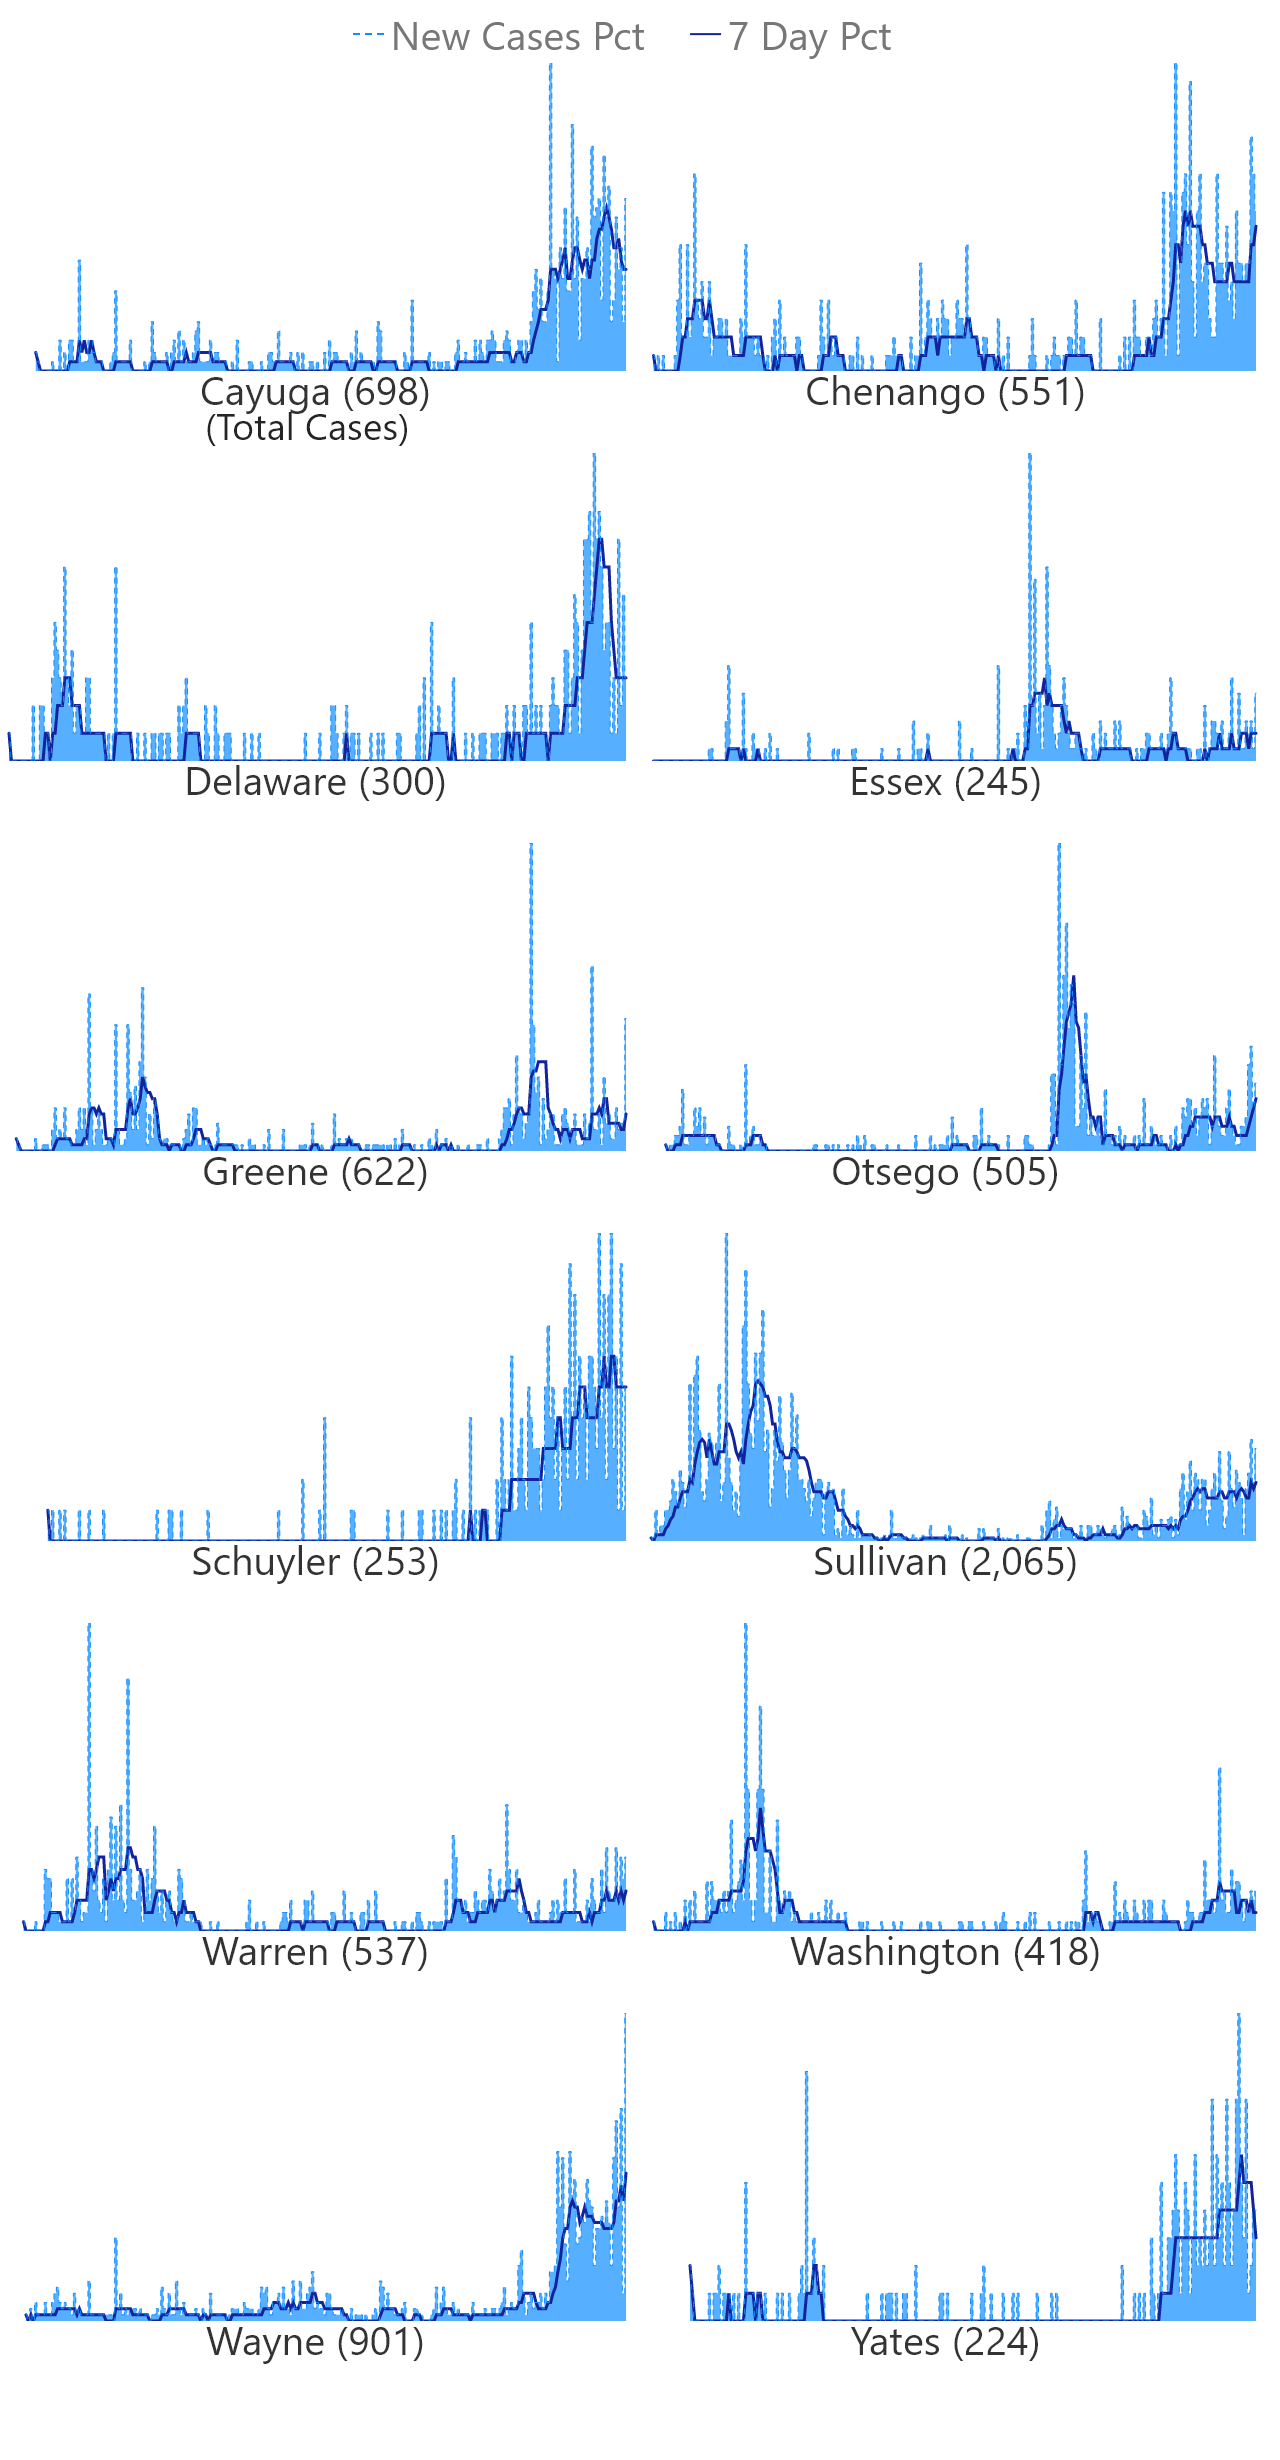 New Cases Pct 7 Day Pct
Cayuga (698) Chenango (551)
(Total Cases)
Delaware (300) Essex (245)
Greene (622) Otsego (505)
Schuyler (253) Sullivan (2,065)
Warren (537) Washington (418)
Wayne (901) Yates (224)